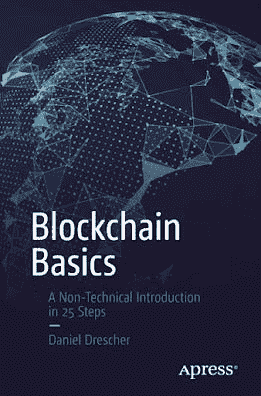 Blockchain
Basics
A Non-Technical Introduction
in 25 Steps
Daniel Drescher
Apress®